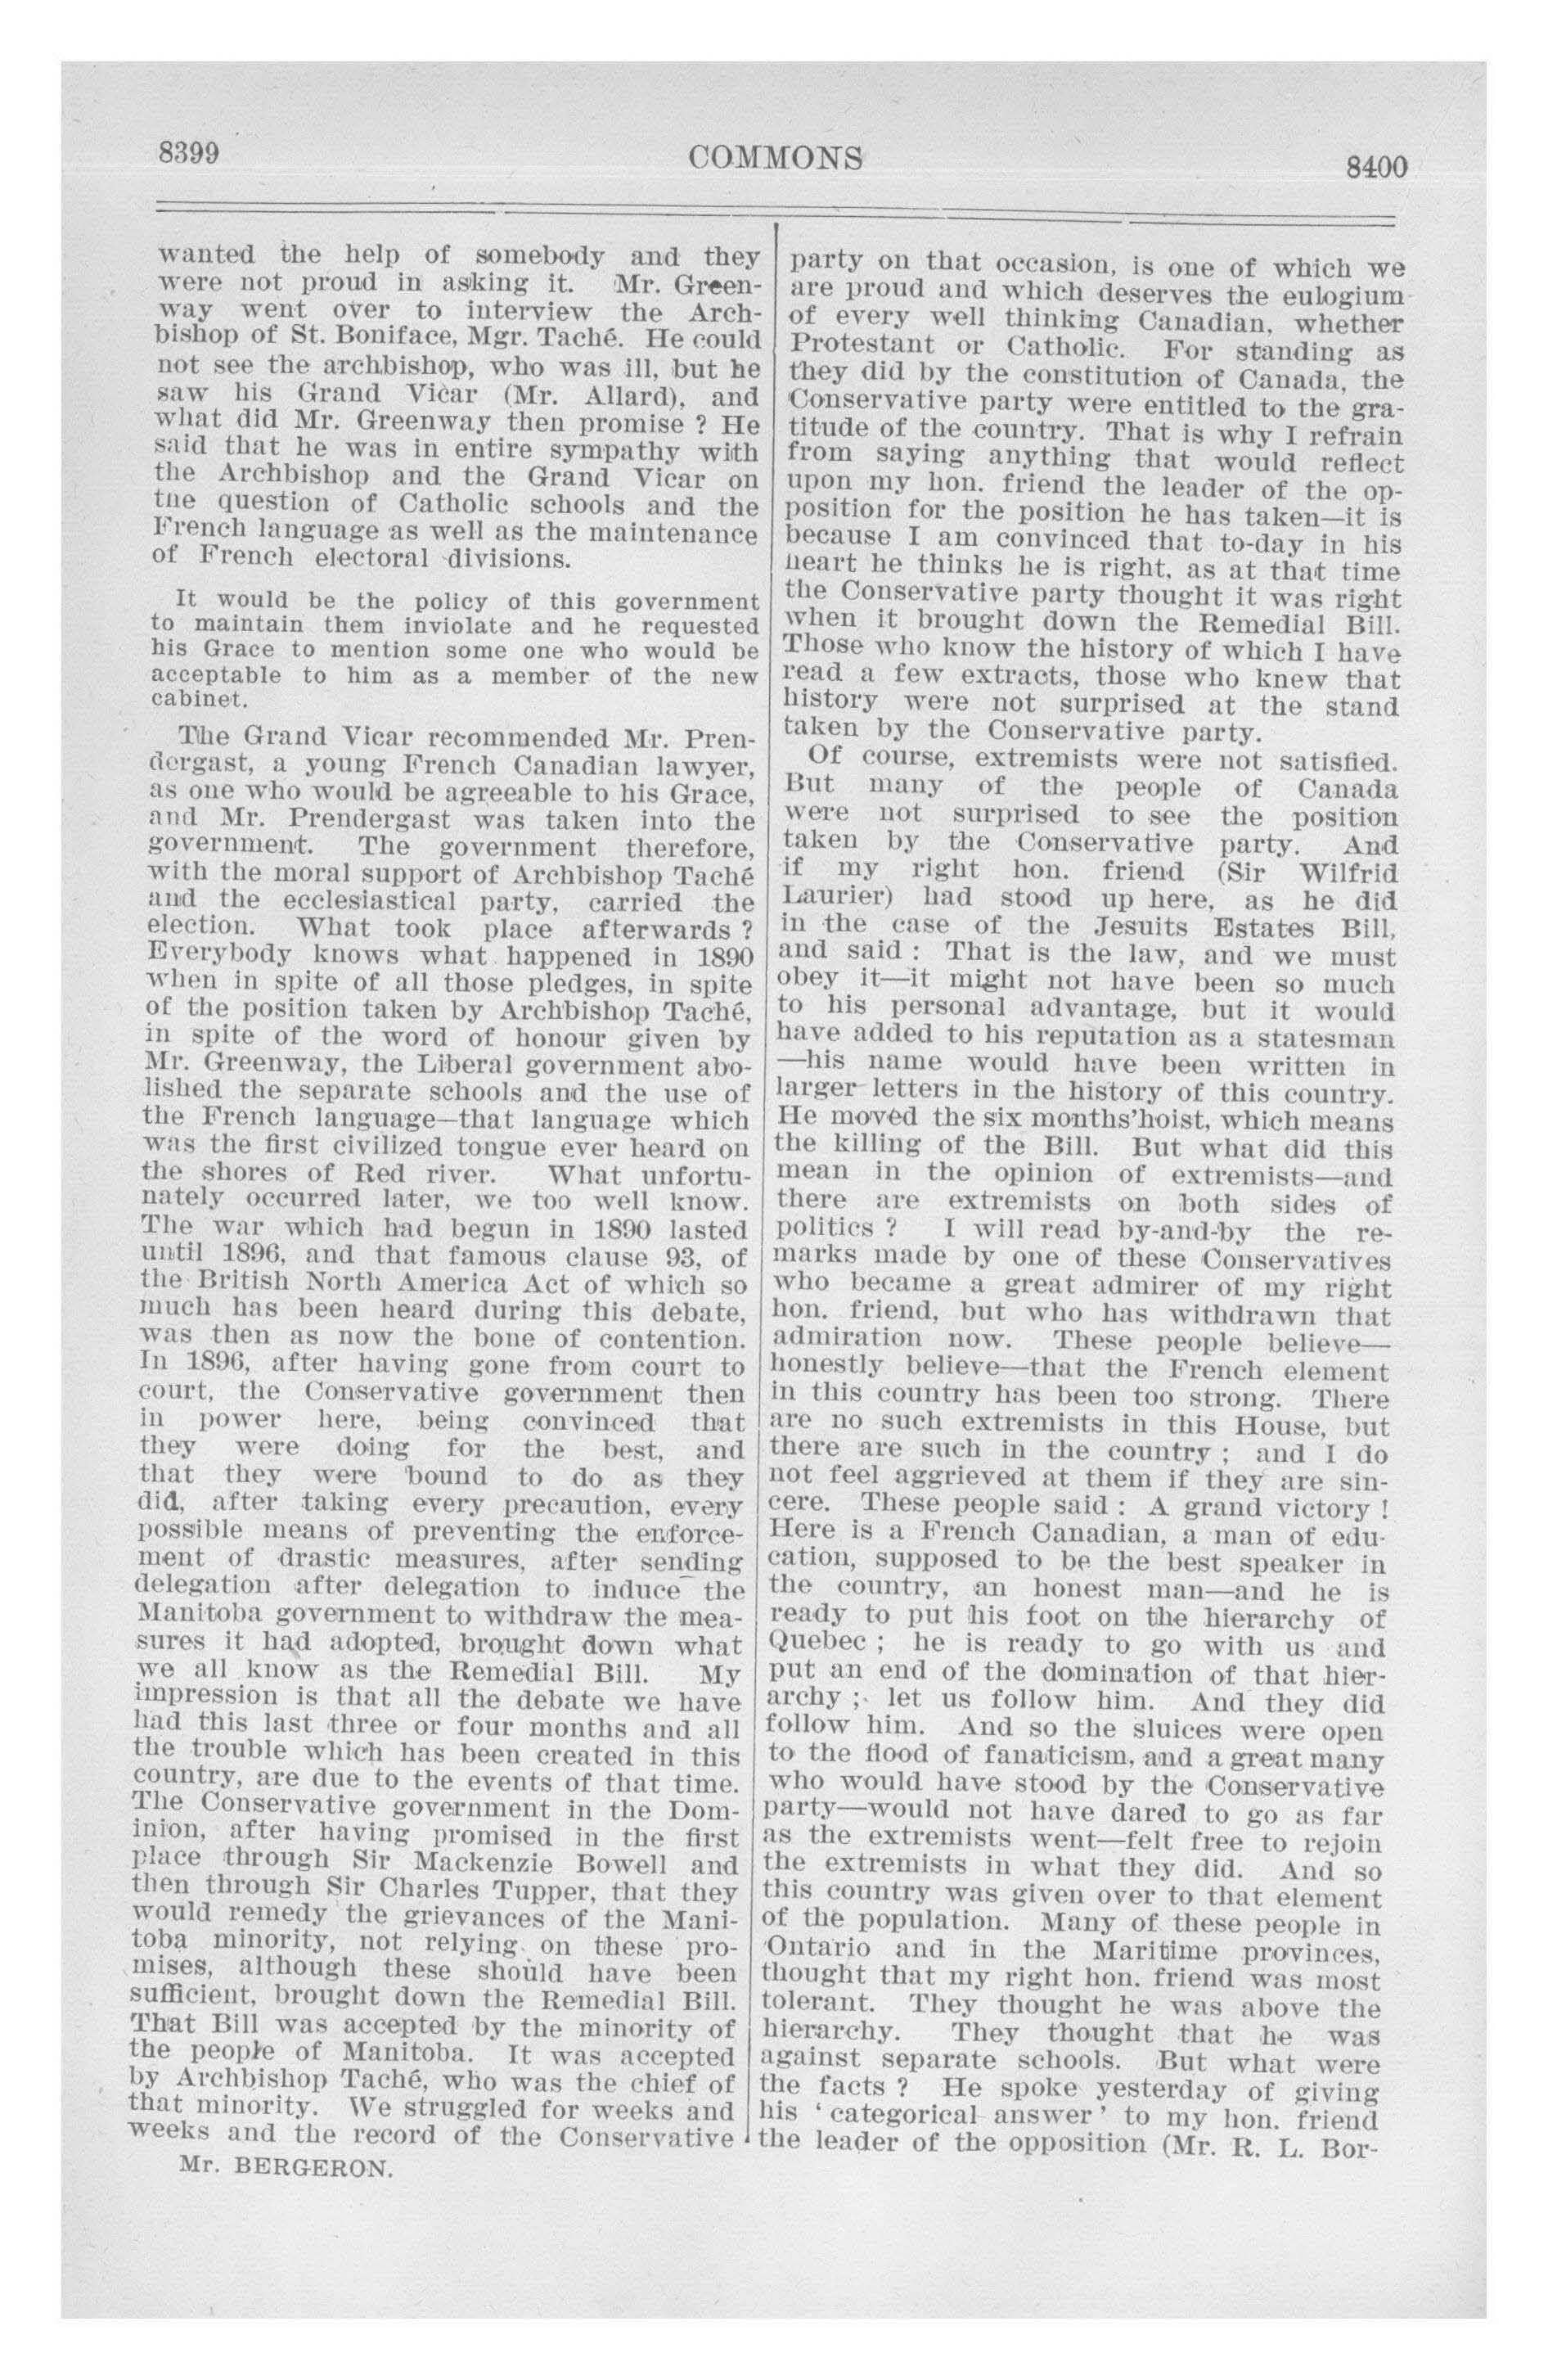 8399
COMMONS
8400
wanted the help of somebody and they
were not proud in asking it. Mr. Green-
way went over to interview the Arch-
bishop of St. Boniface, Mgr. Taché. He could
not see the archbishop, who was ill, but he
saw his Grand Vicar (Mr. Allard), and
what did Mr. Greenway then promise ? He
said that he was in entire sympathy with
the Archbishop and the Grand Vicar on
the question of Catholic schools and the
French language as well as the maintenance
of French electoral divisions.
It would be the policy of this government
to maintain them inviolate and he requested
his Grace to mention some one who would be
acceptable to him as a member of the new
cabinet.
The Grand Vicar recommended Mr. Pren-
dergast, a young French Canadian lawyer,
as one who would be agreeable to his Grace,
and Mr. Prendergast was taken into the
government. The government therefore,
with the moral support of Archbishop Taché
and the ecclesiastical party, carried the
election. What took place afterwards ?
Everybody knows what happened in 1890
when in spite of all those pledges, in spite
of the position taken by Archbishop Taché,
in spite of the word of honour given by
Mr. Greenway, the Liberal government abo-
lished the separate schools and the use of
the French language—that language which
was the first civilized tongue ever heard on
the shores of Red river. What unfortu-
nately occurred later, we too well know.
The war which had begun in 1890 lasted
until 1896, and that famous clause 93, of
the British North America Act of which so
much has been heard during this debate,
was then as now the bone of contention.
In 1896, after having gone from court to
court, the Conservative government then
in power here, being convinced that
they were doing for the best, and
that they were bound to do as they
did, after taking every precaution, every
possible means of preventing the enforce-
ment of drastic measures, after sending
delegation after delegation to induce the
Manitoba government to withdraw the mea-
sures it had adopted, brought down what
we all know as the Remedial Bill. My
impression is that all the debate we have
had this last three or four months and all
the trouble which has been created in this
country, are due to the events of that time.
The Conservative government in the Dom-
inion, after having promised in the first
place through Sir Mackenzie Bowell and
then through Sir Charles Tupper, that they
would remedy the grievances of the Mani-
toba minority, not relying on these pro-
mises, although these should have been
sufficient, brought down the Remedial Bill.
That Bill was accepted by the minority of
the people of Manitoba. It was accepted
by Archbishop Taché, who was the chief of
that minority. We struggled for weeks and
weeks and the record of the Conservative
Mr. BERGERON.
party on that occasion, is one of which we
are proud and which deserves the eulogium
of every well thinking Canadian, whether
Protestant or Catholic. For standing as
they did by the constitution of Canada, the
Conservative party were entitled to the gra-
titude of the country. That is why I refrain
from saying anything that would reflect
upon my hon. friend the leader of the op-
position for the position he has taken—it is
because I am convinced that to-day in his
heart he thinks he is right, as at that time
the Conservative party thought it was right
when it brought down the Remedial Bill.
Those who know the history of which I have
read a few extracts, those who knew that
history were not surprised at the stand
taken by the Conservative party.
Of course, extremists were not satisfied.
But many of the people of Canada
were not surprised to see the position
taken by the Conservative party. And
if my right hon. friend (Sir Wilfrid
Laurier) had stood up here, as he did
in the case of the Jesuits Estates Bill,
and said : That is the law, and we must
obey it—it might not have been so much
to his personal advantage, but it would
have added to his reputation as a statesman
—his name would have been written in
larger letters in the history of this country.
He moved the six months'hoist, which means
the killing of the Bill. But what did this
mean in the opinion of extremists—and
there are extremists on both sides of
politics ? I will read by-and-by the re-
marks made by one of these Conservatives
who became a great admirer of my right
hon. friend, but who has withdrawn that
admiration now. These people believe—
honestly believe—that the French element
in this country has been too strong. There
are no such extremists in this House, but
there are such in the country ; and I do
not feel aggrieved at them if they are sin-
cere. These people said : A grand victory !
Here is a French Canadian, a man of edu-
cation, supposed to be the best speaker in
the country, an honest man—and he is
ready to put his foot on the hierarchy of
Quebec ; he is ready to go with us and
put an end of the domination of that hier-
archy ; let us follow him. And they did
follow him. And so the sluices were open
to the flood of fanaticism, and a great many
who would have stood by the Conservative
party—would not have dared to go as far
as the extremists went—felt free to rejoin
the extremists in what they did. And so
this country was given over to that element
of the population. Many of these people in
Ontario and in the Maritime provinces,
thought that my right hon. friend was most
tolerant. They thought he was above the
hierarchy. They thought that he was
against separate schools. But what were
the facts ? He spoke yesterday of giving
his ' categorical answer ' to my hon. friend
the leader of the opposition (Mr. R. L. Bor-